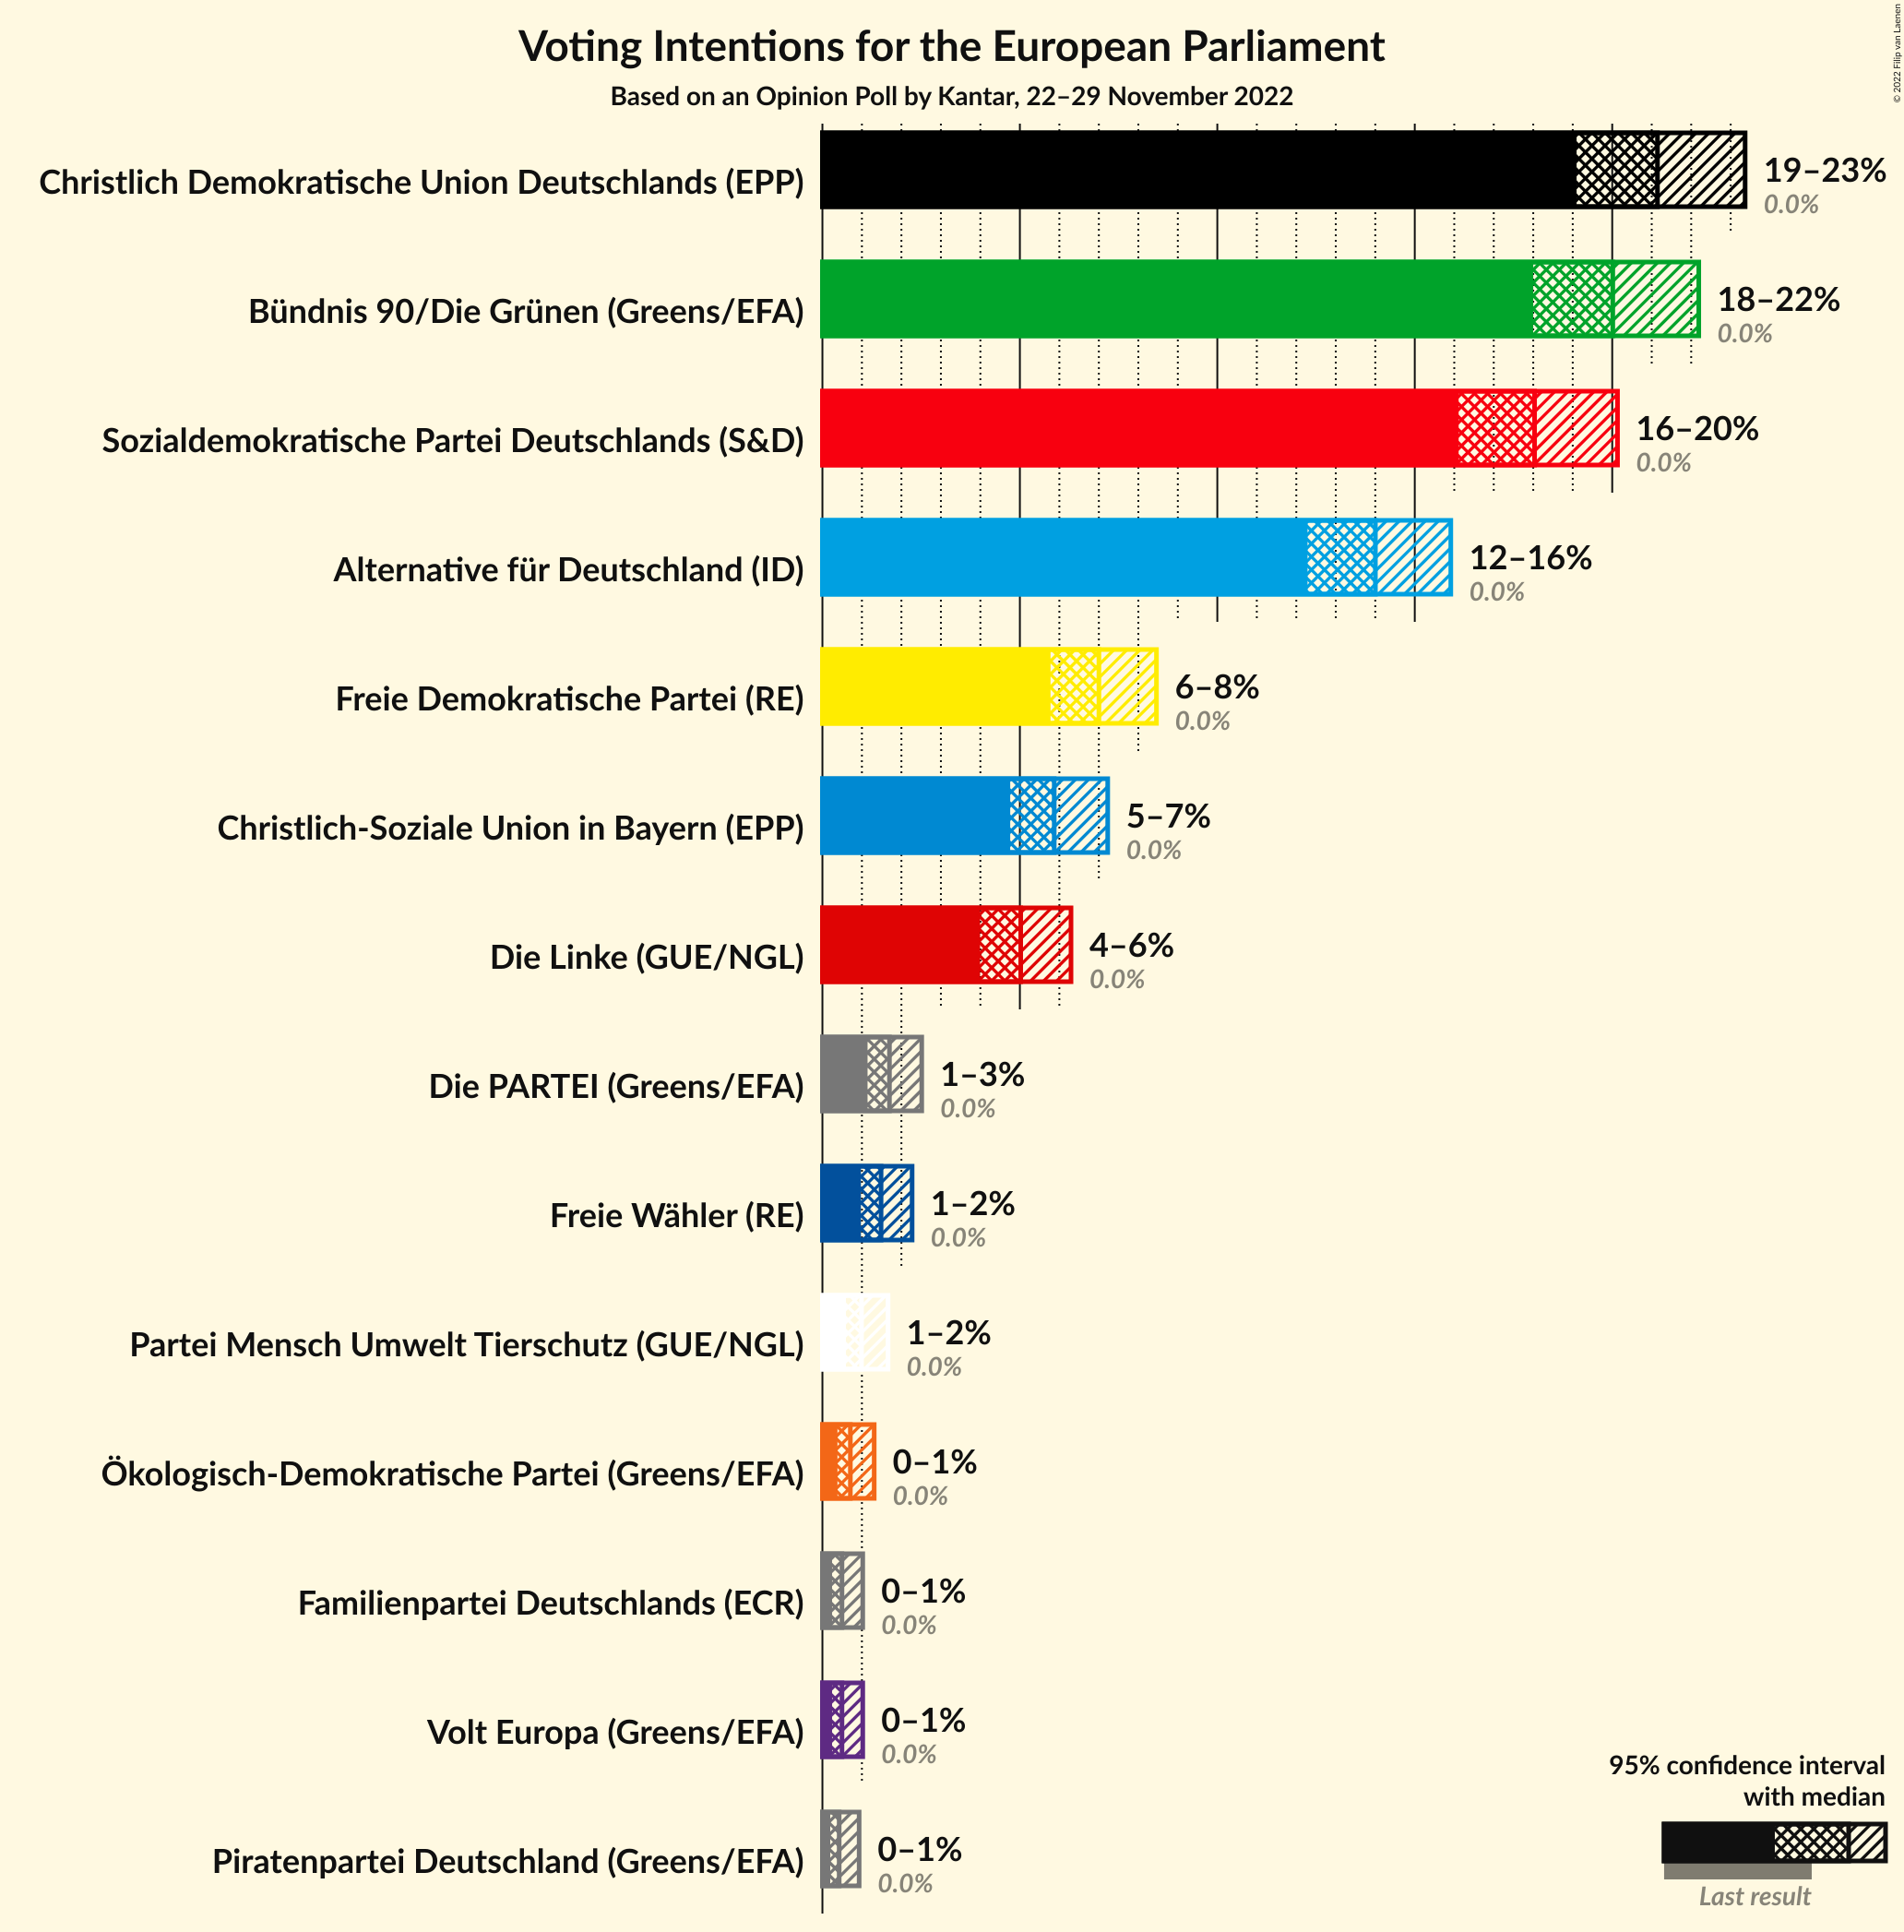 Voting Intentions for the European Parliament
Based on an Opinion Poll by Kantar, 22–29 November 2022
© 2022 Filip van Laenen
Christlich Demokratische Union Deutschlands (EPP)
19–23%
0.0%
Bündnis 90/Die Grünen (Greens/EFA)
18–22%
0.0%
Sozialdemokratische Partei Deutschlands (S&D)
16–20%
0.0%
Alternative für Deutschland (ID)
12–16%
0.0%
Freie Demokratische Partei (RE)
6–8%
0.0%
Christlich-Soziale Union in Bayern (EPP)
5–7%
0.0%
Die Linke (GUE/NGL)
4–6%
0.0%
Die PARTEI (Greens/EFA)
1–3%
0.0%
Freie Wähler (RE)
1–2%
0.0%
Partei Mensch Umwelt Tierschutz (GUE/NGL)
1–2%
0.0%
Ökologisch-Demokratische Partei (Greens/EFA)
0–1%
0.0%
Familienpartei Deutschlands (ECR)
0–1%
0.0%
Volt Europa (Greens/EFA)
0–1%
0.0%
Piratenpartei Deutschland (Greens/EFA)
0–1%
0.0%
95% confidence interval
with median
Last result